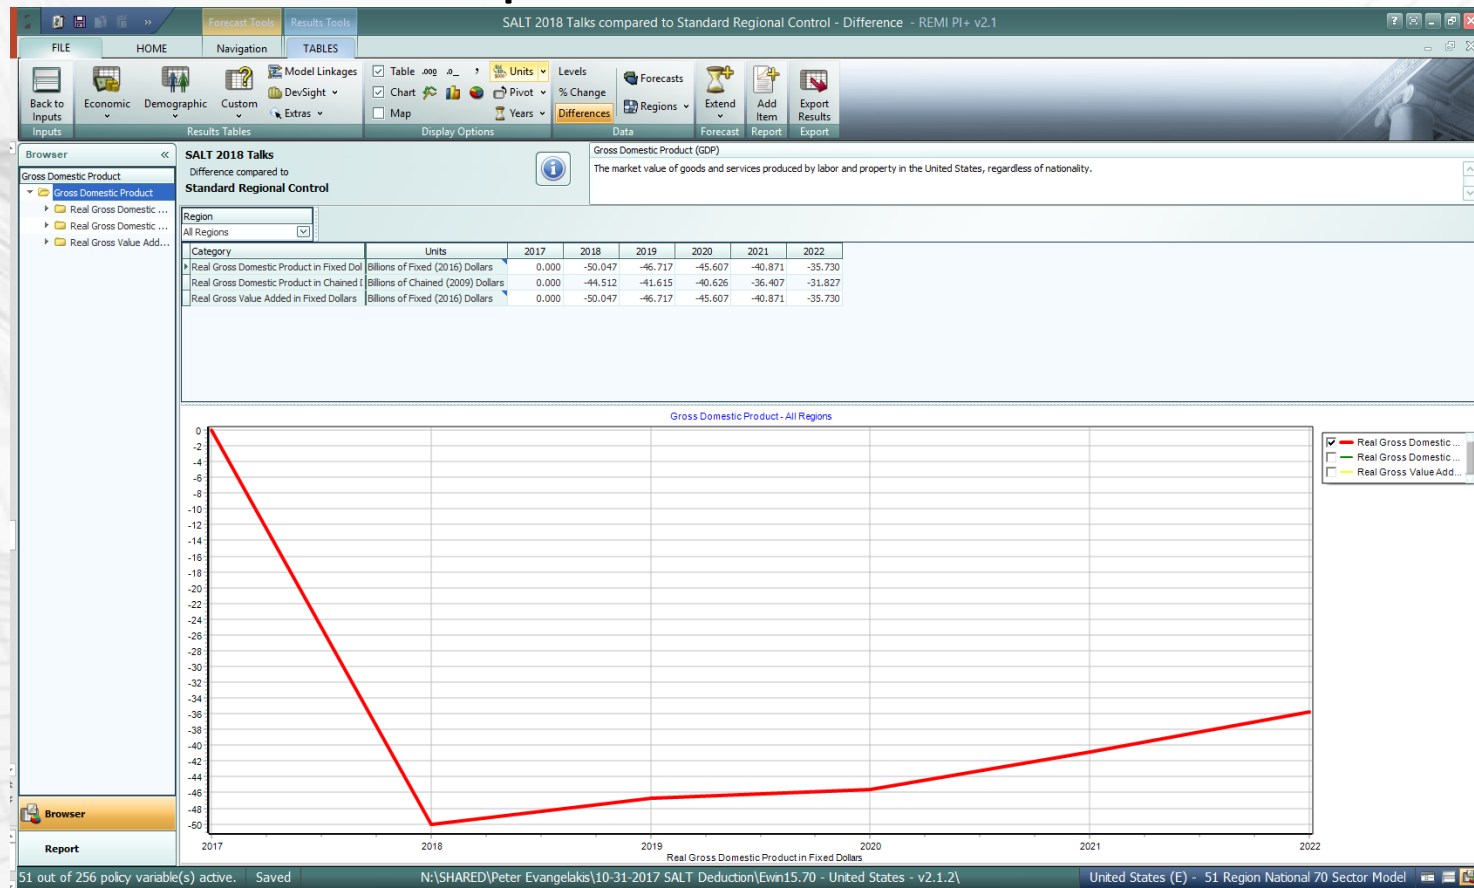 Forecast Tools Results Tools SALT 2018 Talks compared to Standard Regional Control - Difference - REMI PI+ v2.1
FILE HOME Navigation TABLES
Back to Inputs
Economic
Demographic
Custom
Model Linkages
DevSight
Extras
Table
Chart
Map
Units
Pivot
Years
Levels
% Change
Differences
Forecasts
Regions
Extend
Add Item
Export Results
Inputs Results Tables Display Options Data Forecast Report Export
Browser «
Gross Domestic Product
Gross Domestic Product
Real Gross Domestic ...
Real Gross Domestic ...
Real Gross Value Add...
SALT 2018 Talks
Difference compared to
Standard Regional Control
Gross Domestic Product (GDP)
The market value of goods and services produced by labor and property in the United States, regardless of nationality.
Region
All Regions
Category Units 2017 2018 2019 2020 2021 2022
Real Gross Domestic Product in Fixed Dol Billions of Fixed (2016) Dollars 0.000 -50.047 -46.717 -45.607 -40.871 -35.730
Real Gross Domestic Product in Chained [ Billions of Chained (2009) Dollars 0.000 -44.512 -41.615 -40.626 -36.407 -31.827
Real Gross Value Added in Fixed Dollars Billions of Fixed (2016) Dollars 0.000 -50.047 -46.717 -45.607 -40.871 -35.730
Gross Domestic Product - All Regions
0
-2
-4
-6
-8
-10
-12
-14
-16
-18
-20
-22
-24
-26
-28
-30
-32
-34
-36
-38
-40
-42
-44
-46
-48
-50
2017 2018 2019 2020 2021 2022
Real Gross Domestic Product in Fixed Dollars
Real Gross Domestic ...
Real Gross Domestic ...
Real Gross Value Add...
Browser
Report
51 out of 256 policy variable(s) active. Saved N:\SHARED\Peter Evangelakis\10-31-2017 SALT Deduction\Ewin15.70 - United States - v2.1.2\ United States (E) - 51 Region National 70 Sector Model